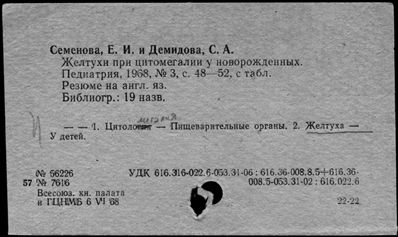 Семенова, Е. И. и Демидова, С. А.
Желтухи при цитомегалии у новорожденных.
Педиатрия, 1968, № 3, с. 48—52, с табл.
Резюме на англ. яз.
Библиогр.: 19 назв.
— — 1. Цитология — Пищеварительные органы. 2. Желтуха —
У детей.
№ 56226
57 № 7616
Всесоюз. кн. палата
и ГЦНМБ 6 VI 68
УДК 616.316-022.6-053.31-06 : 616.36-008.8.5+616.36-
008.5-053.31-02 : 616.022.6
22-22